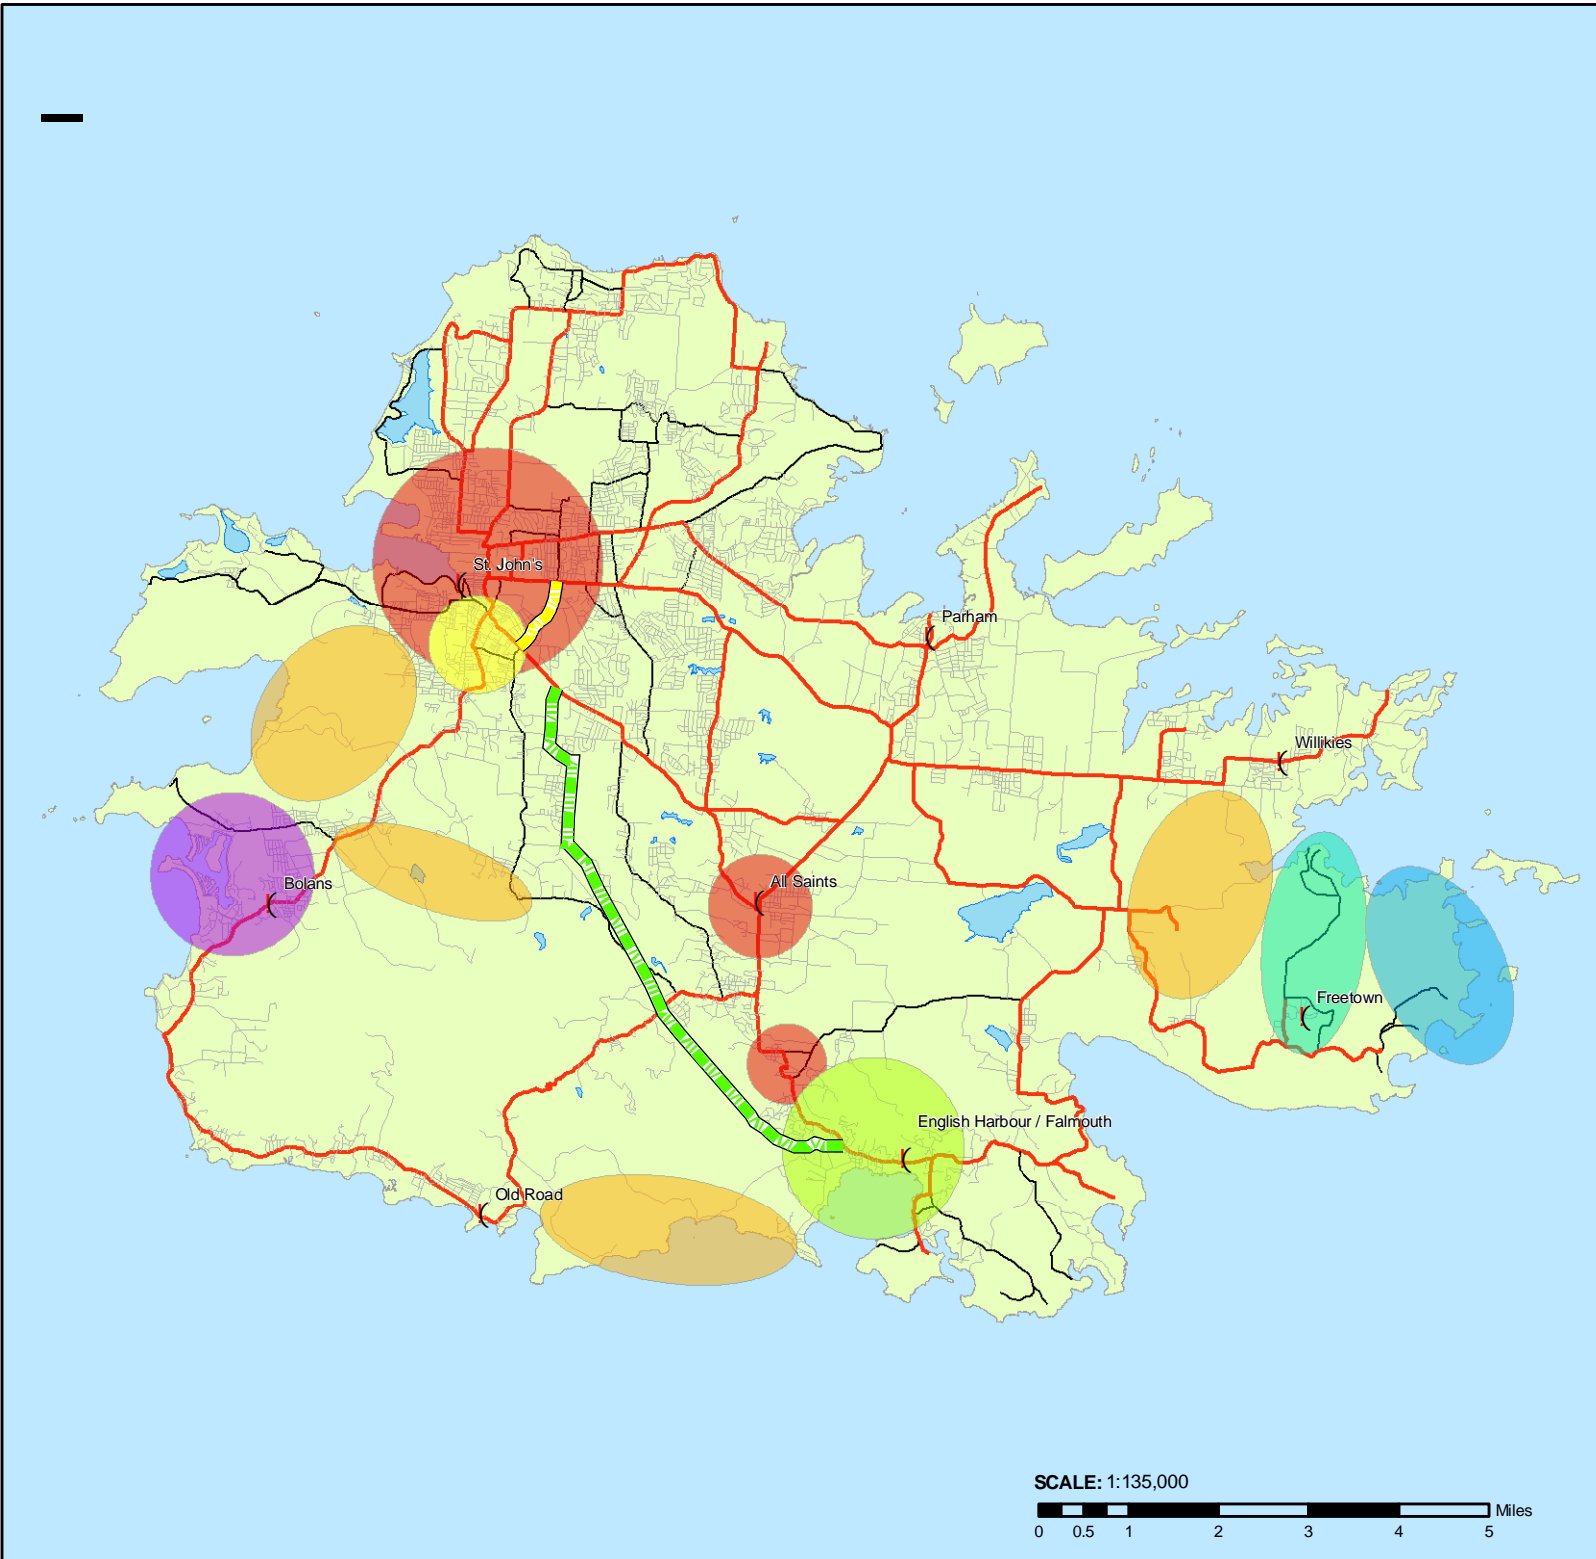 St. John's
Parham
Willikies
All Saints
Bolans
Freetown
English Harbour / Falmouth
Old Road
SCALE: 1:135,000
Miles
0 0.5 1 2 3 4 5